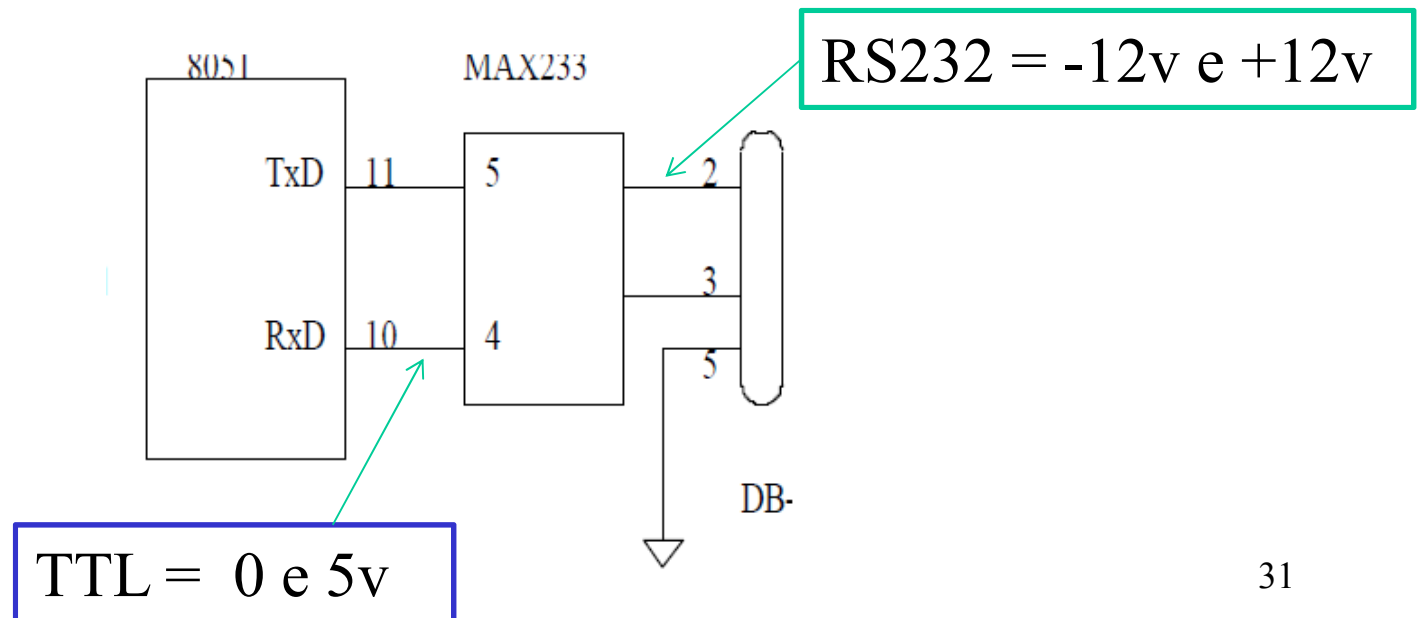 RS232 = -12v e +12v
8051
MAX233
TxD 11 5 2
3
RxD 10 4
5
DB-
TTL = 0 e 5v
31